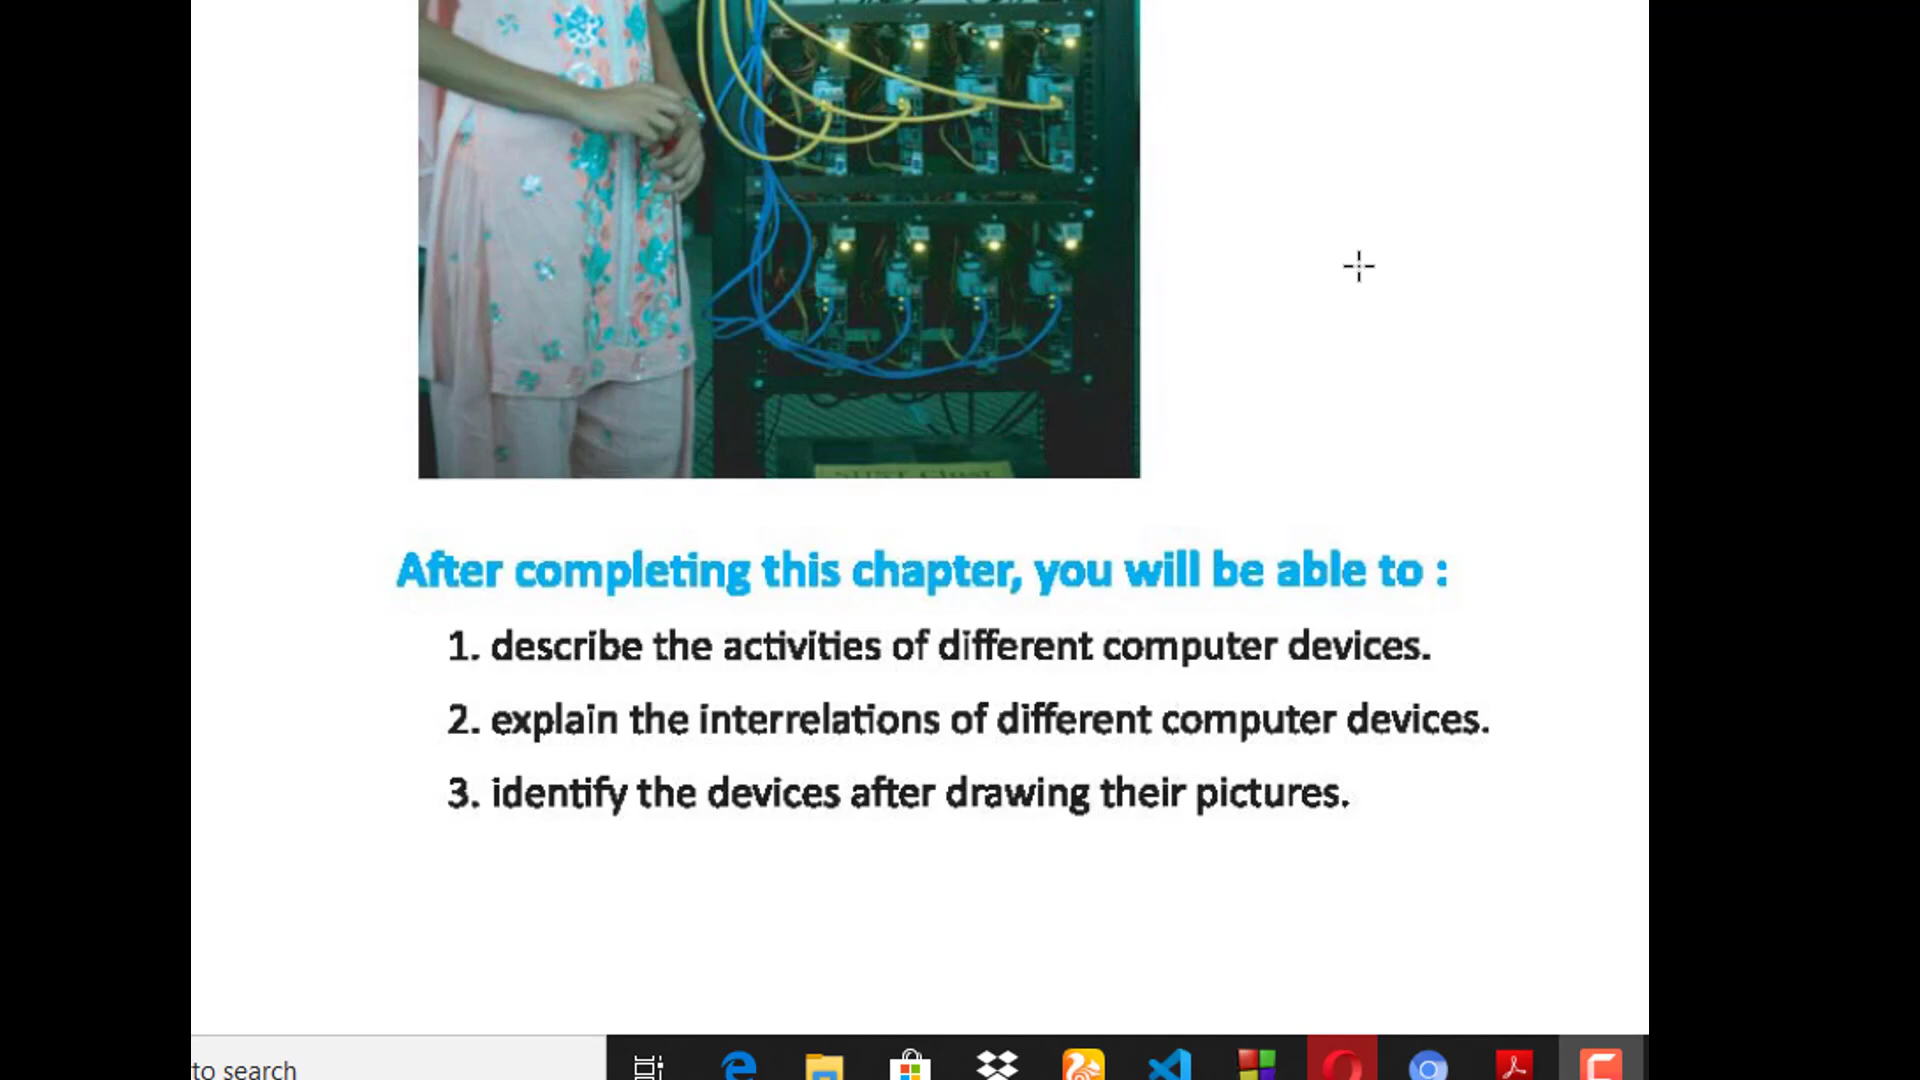 After completing this chapter, you will be able to :
1. describe the activities of different computer devices.
2. explain the interrelations of different computer devices.
3. identify the devices after drawing their pictures.
to search